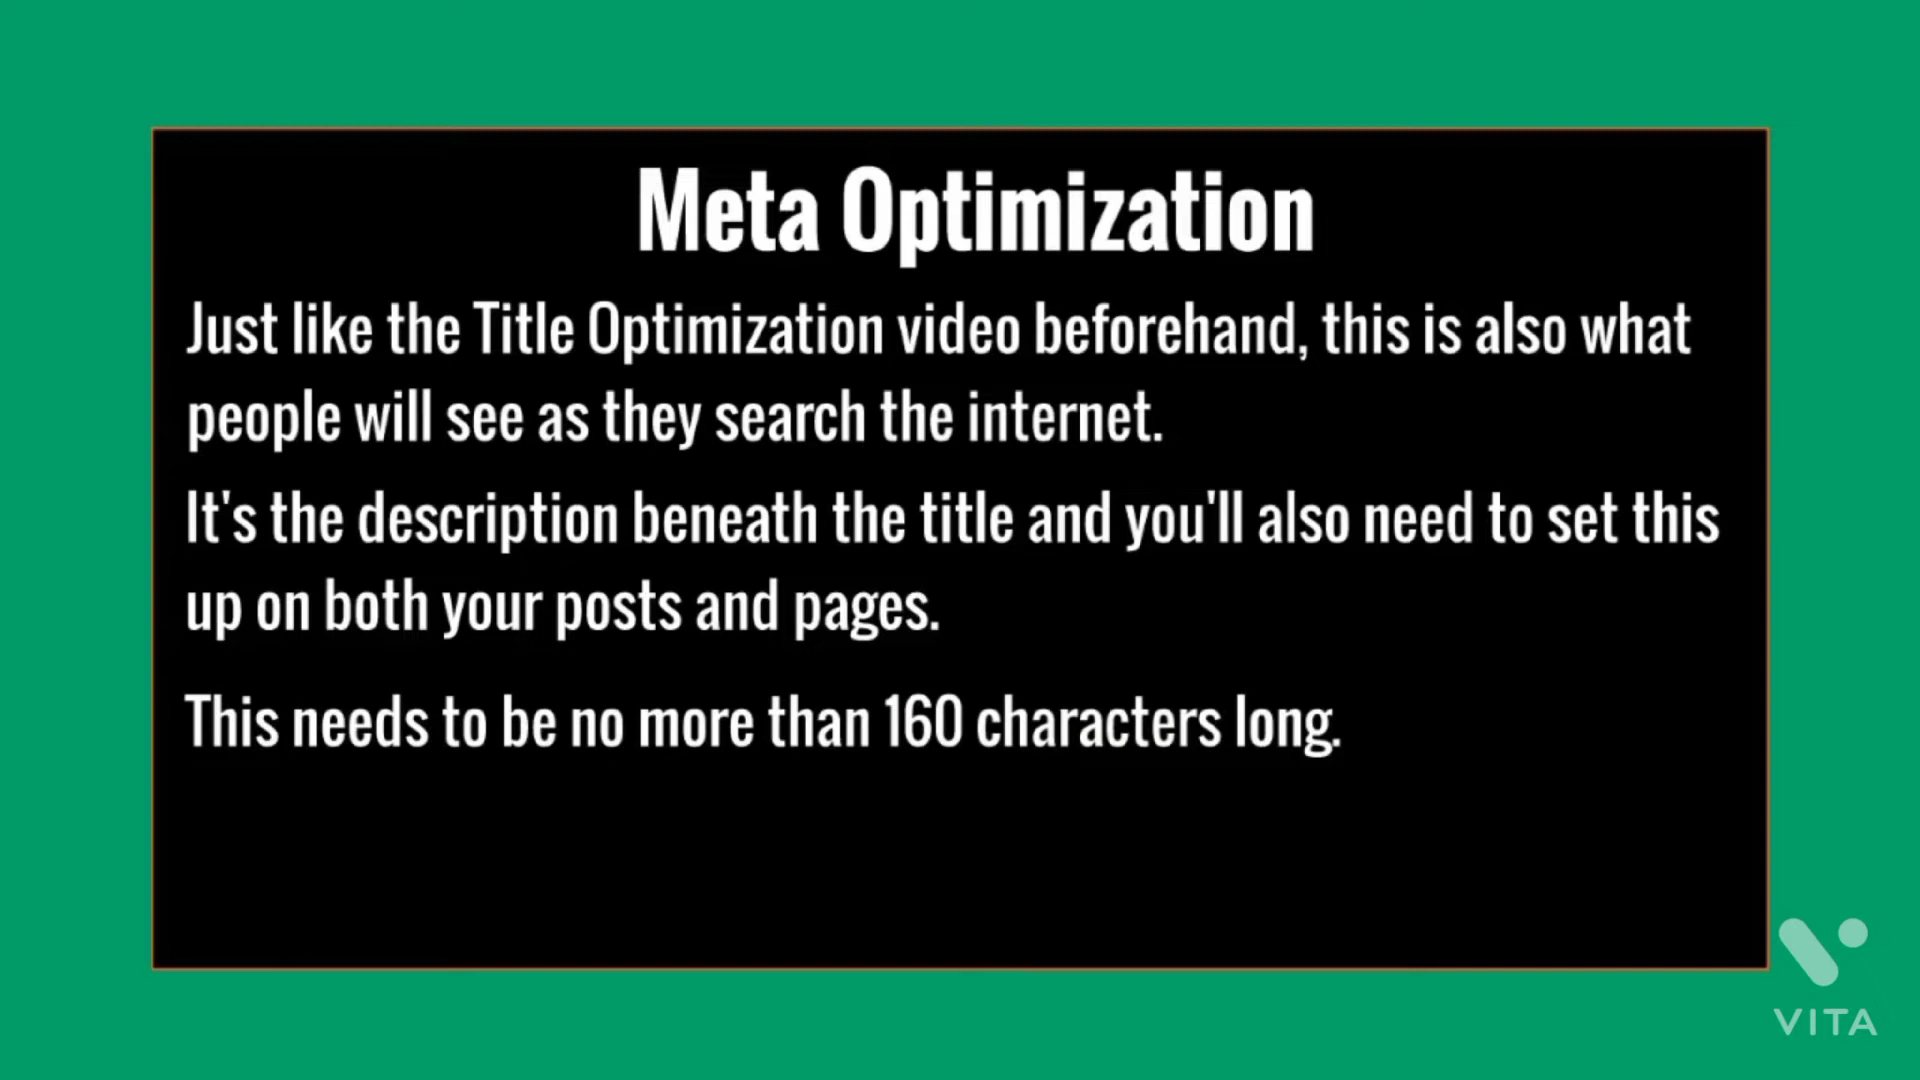 Meta Optimization
Just like the Title Optimization video beforehand, this is also what
people will see as they search the internet.
It's the description beneath the title and you'll also need to set this
up on both your posts and pages.
This needs to be no more than 160 characters long.
VITA